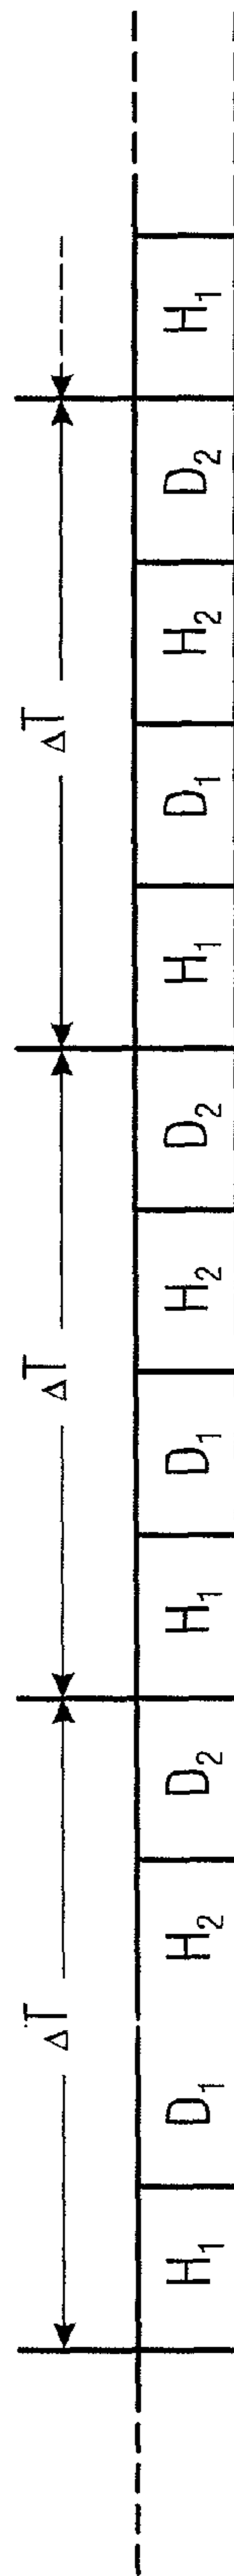 ΔT ΔT ΔT
H₁ D₁ H₂ D₂ H₁ D₁ H₂ D₂ H₁ D₁ H₂ D₂ H₁